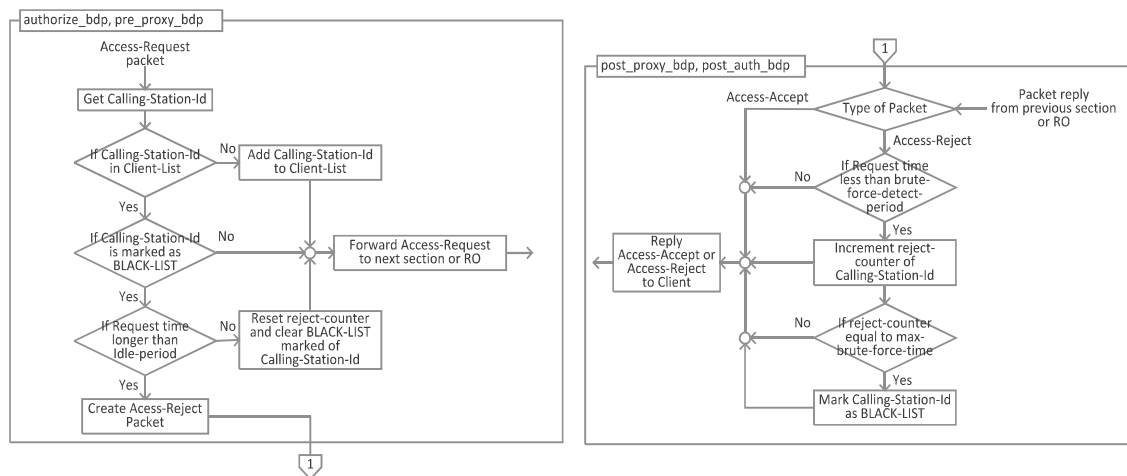 authorize_bdp, pre_proxy_bdp
Access-Request
packet
Get Calling-Station-Id
If Calling-Station-Id
in Client-List
No
Add Calling-Station-Id
to Client-List
Yes
If Calling-Station-Id
is marked as
BLACK-LIST
No
Forward Access-Request
to next section or RO
Yes
If Request time
longer than
Idle-period
No
Reset reject-counter
and clear BLACK-LIST
marked of
Calling-Station-Id
Yes
Create Acess-Reject
Packet
1
1
post_proxy_bdp, post_auth_bdp
Access-Accept
Type of Packet
Packet reply
from previous section
or RO
Access-Reject
If Request time
less than brute-
force-detect-
period
No
Yes
Reply
Access-Accept or
Access-Reject
to Client
Increment reject-
counter of
Calling-Station-Id
No
If reject-counter
equal to max-
brute-force-time
Yes
Mark Calling-Station-Id
as BLACK-LIST